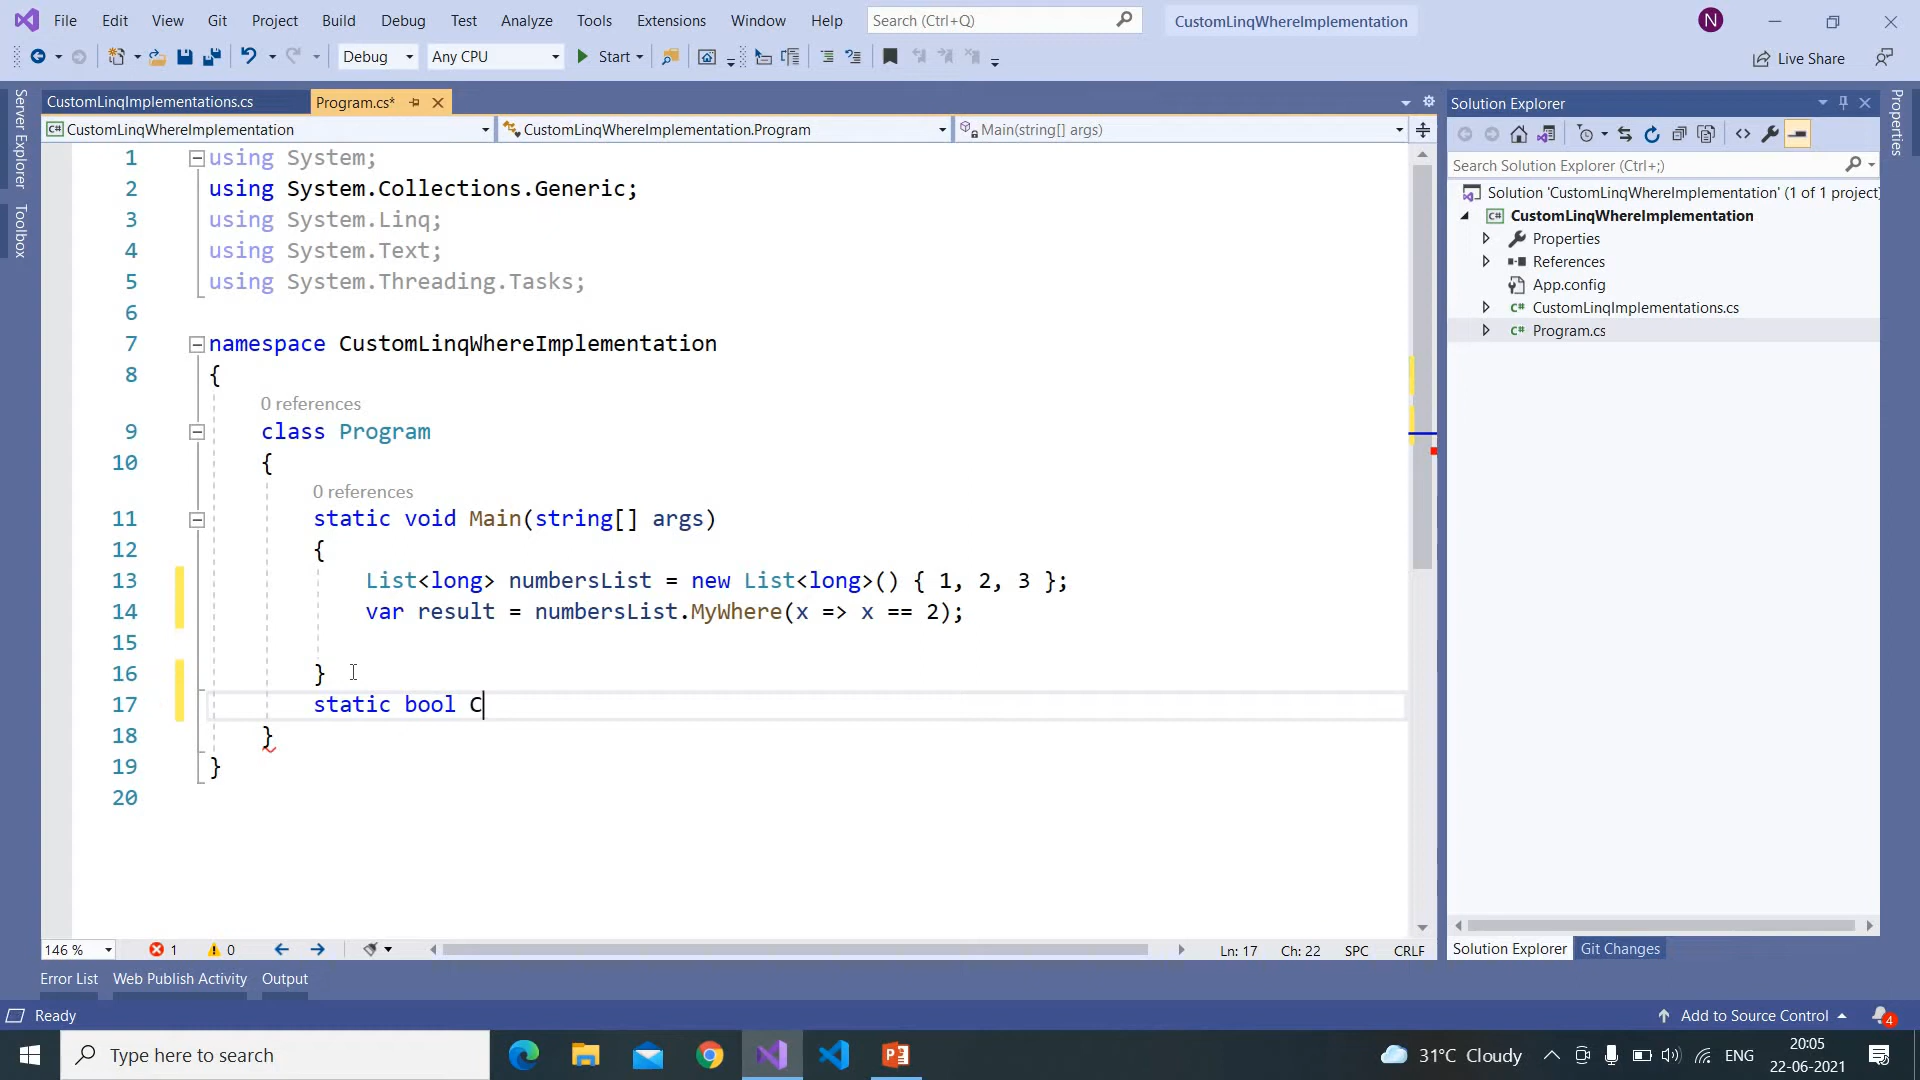 File Edit View Git Project Build Debug Test Analyze Tools Extensions Window Help Search (Ctrl+Q) CustomLinqWhereImplementation N
Debug Any CPU Start Live Share
Server Explorer
Toolbox
CustomLinqImplementations.cs Program.cs*
CustomLinqWhereImplementation CustomLinqWhereImplementation.Program Main(string[] args)
1 using System;
2 using System.Collections.Generic;
3 using System.Linq;
4 using System.Text;
5 using System.Threading.Tasks;
6
7 namespace CustomLinqWhereImplementation
8 {
0 references
9 class Program
10 {
0 references
11 static void Main(string[] args)
12 {
13 List<long> numbersList = new List<long>() { 1, 2, 3 };
14 var result = numbersList.MyWhere(x => x == 2);
15
16 }
17 static bool C
18 }
19 }
20
146 % 1 0 Ln: 17 Ch: 22 SPC CRLF
Solution Explorer
Search Solution Explorer (Ctrl+;)
Solution 'CustomLinqWhereImplementation' (1 of 1 project)
C# CustomLinqWhereImplementation
Properties
References
App.config
C# CustomLinqImplementations.cs
C# Program.cs
Solution Explorer Git Changes
Properties
Error List Web Publish Activity Output
Ready Add to Source Control 4
Type here to search 31°C Cloudy ENG 20:05
22-06-2021